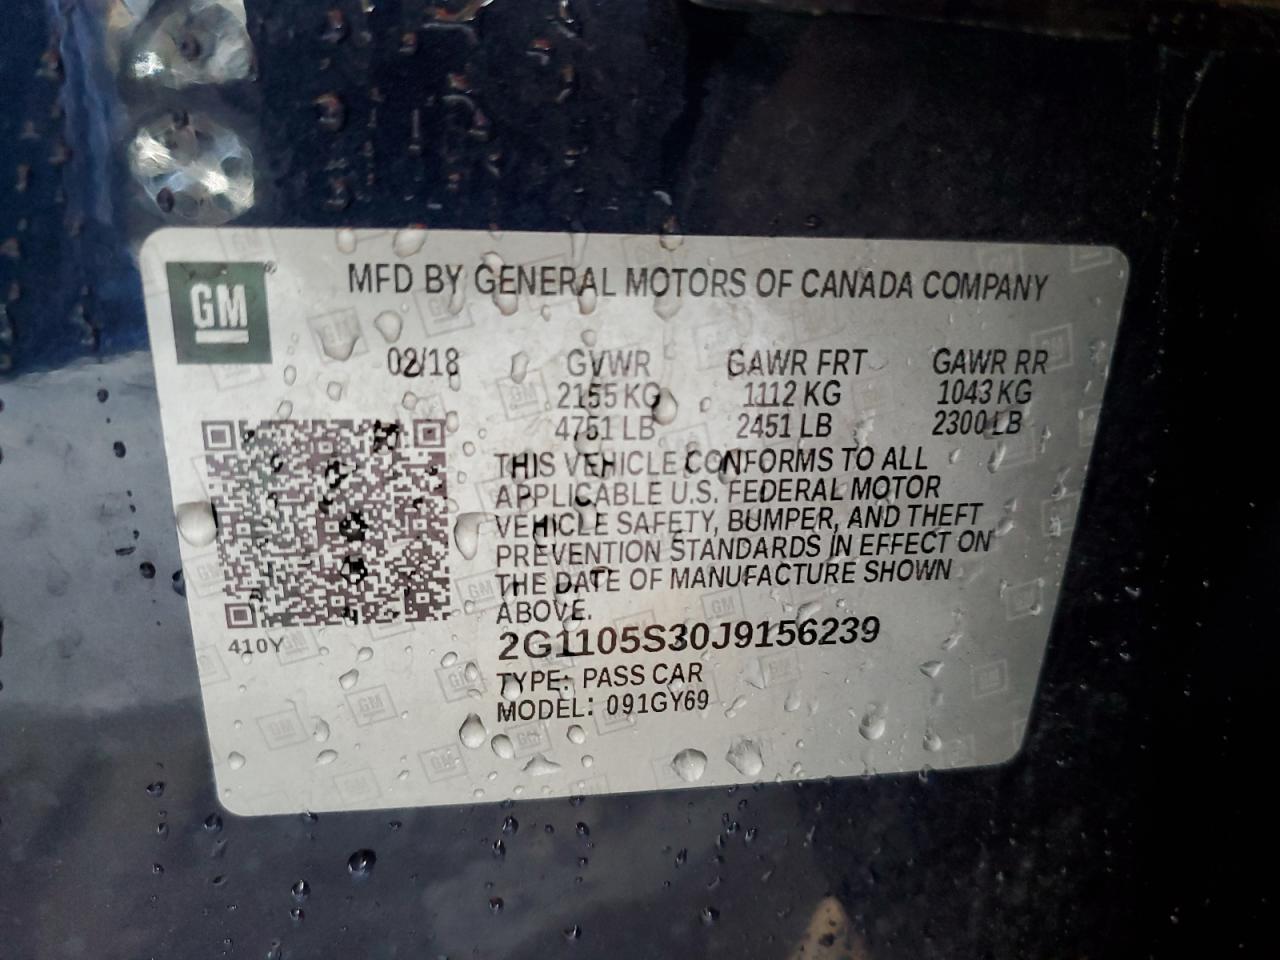 GM
MFD BY GENERAL MOTORS OF CANADA COMPANY
02/18 GVWR GAWR FRT GAWR RR
2155 KG 1112 KG 1043 KG
4751 LB 2451 LB 2300 LB
THIS VEHICLE CONFORMS TO ALL
APPLICABLE U.S. FEDERAL MOTOR
VEHICLE SAFETY, BUMPER, AND THEFT
PREVENTION STANDARDS IN EFFECT ON
THE DATE OF MANUFACTURE SHOWN
ABOVE.
410Y
2G1105S30J9156239
TYPE: PASS CAR
MODEL: 091GY69